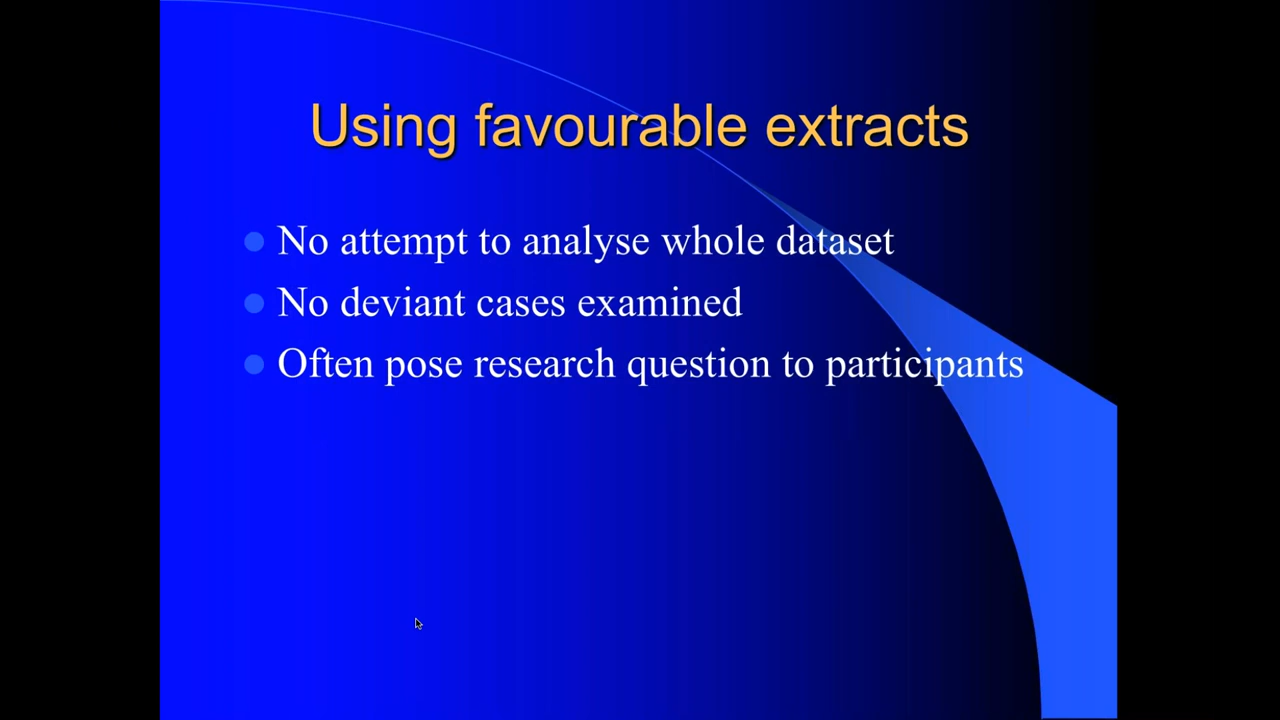 Using favourable extracts
No attempt to analyse whole dataset
No deviant cases examined
Often pose research question to participants